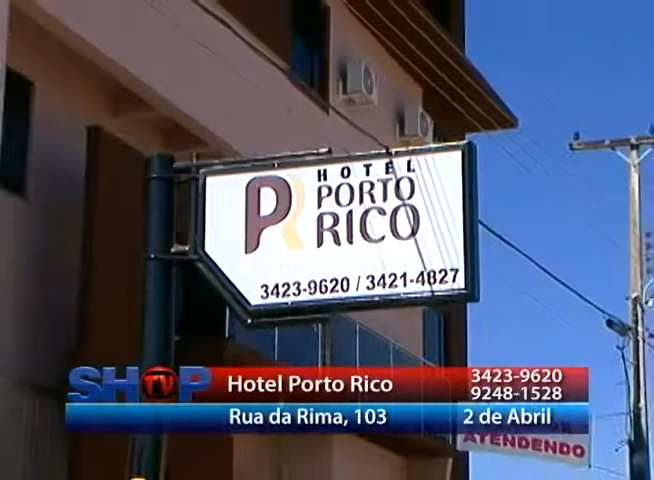 HOTEL
PR PORTO
RICO
3423-9620 / 3421-4827
SHOP TV
Hotel Porto Rico
3423-9620
9248-1528
Rua da Rima, 103
2 de Abril
ATENDENDO